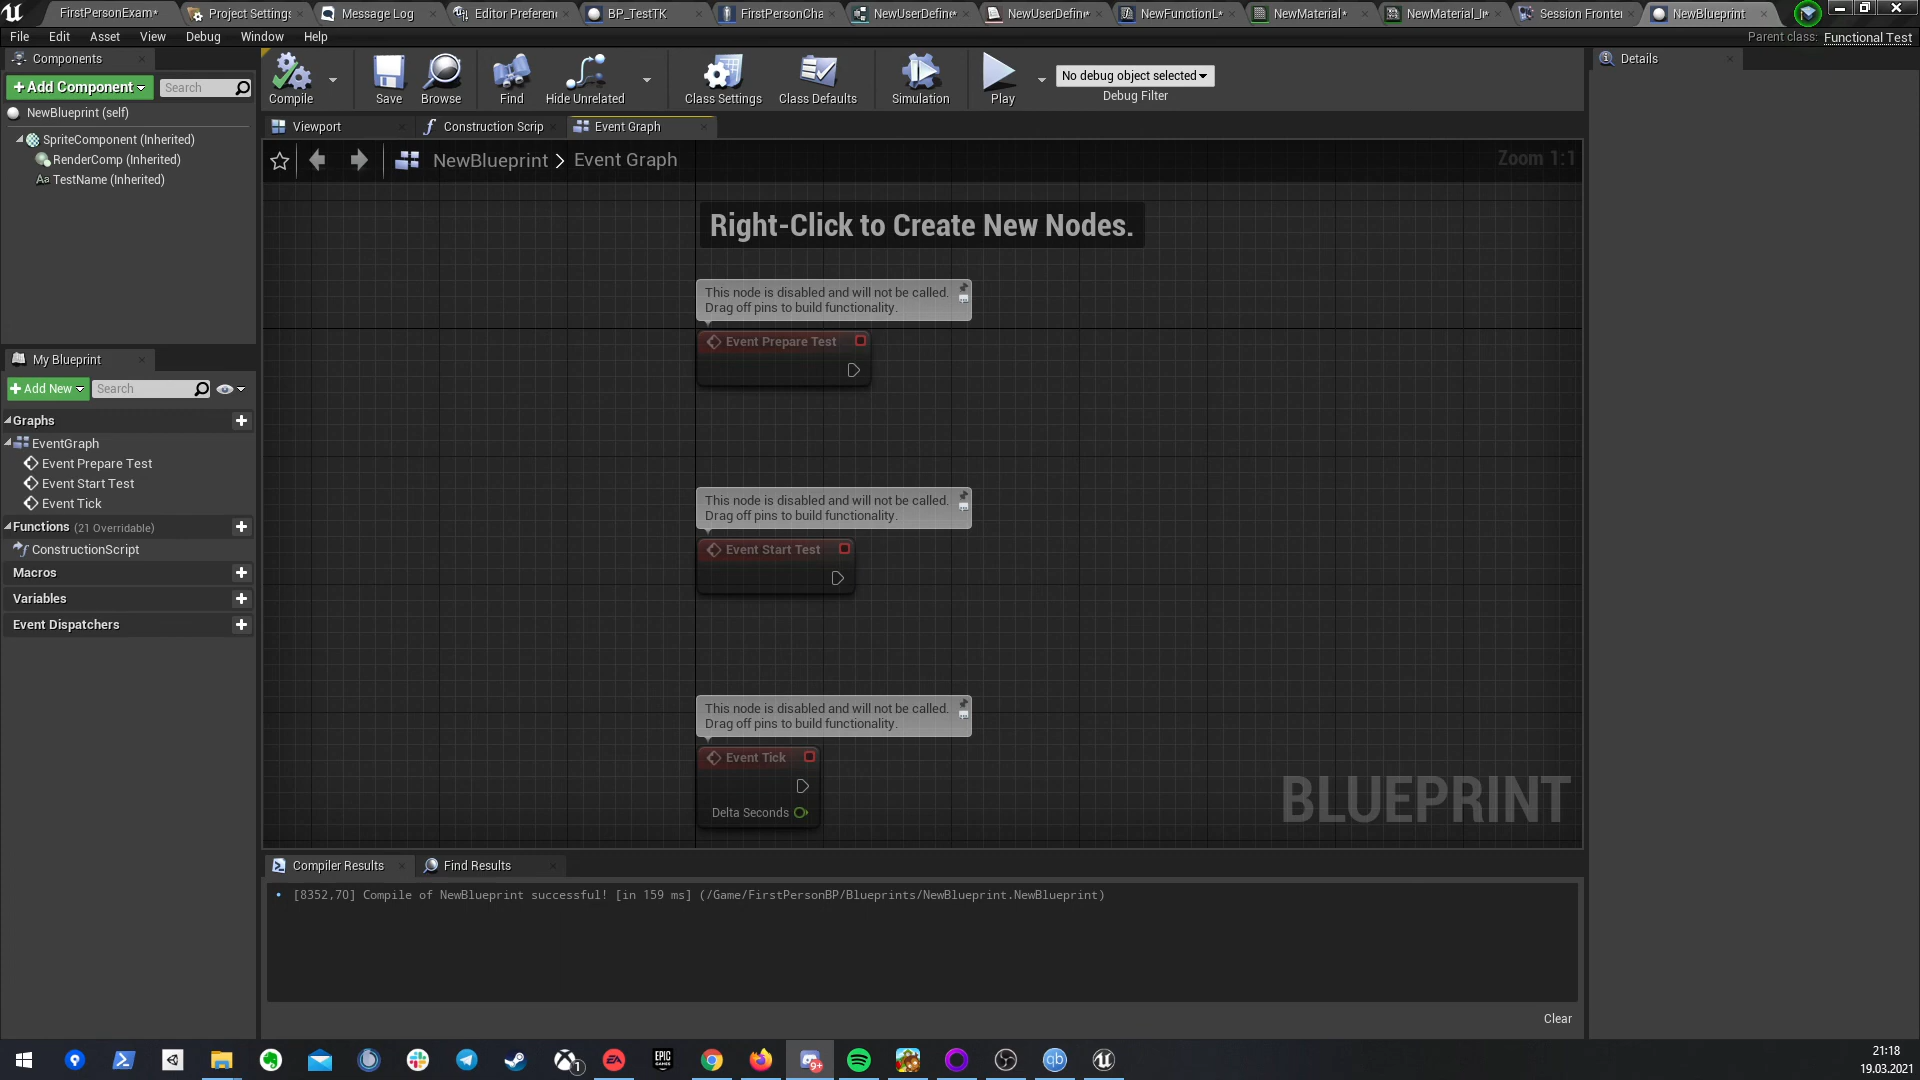 FirstPersonExam*
Project Settings
Message Log
Editor Preferen
BP_TestTK
FirstPersonCha
NewUserDefine*
NewUserDefin*
NewFunctionL*
NewMaterial*
NewMaterial_I*
Session Fronte
NewBlueprint
File Edit Asset View Debug Window Help
Parent class: Functional Test
Components
+ Add Component
Search
NewBlueprint (self)
SpriteComponent (Inherited)
RenderComp (Inherited)
TestName (Inherited)
Compile
Save
Browse
Find
Hide Unrelated
Class Settings
Class Defaults
Simulation
Play
No debug object selected
Debug Filter
Details
Viewport
Construction Scrip
Event Graph
NewBlueprint > Event Graph
Zoom 1:1
Right-Click to Create New Nodes.
This node is disabled and will not be called.
Drag off pins to build functionality.
Event Prepare Test
This node is disabled and will not be called.
Drag off pins to build functionality.
Event Start Test
This node is disabled and will not be called.
Drag off pins to build functionality.
Event Tick
Delta Seconds
BLUEPRINT
My Blueprint
+ Add New
Search
Graphs
EventGraph
Event Prepare Test
Event Start Test
Event Tick
Functions (21 Overridable)
ConstructionScript
Macros
Variables
Event Dispatchers
Compiler Results
Find Results
[8352,70] Compile of NewBlueprint successful! [in 159 ms] (/Game/FirstPersonBP/Blueprints/NewBlueprint.NewBlueprint)
Clear
1
EA
EPIC
GAMES
9+
qb
21:18
19.03.2021